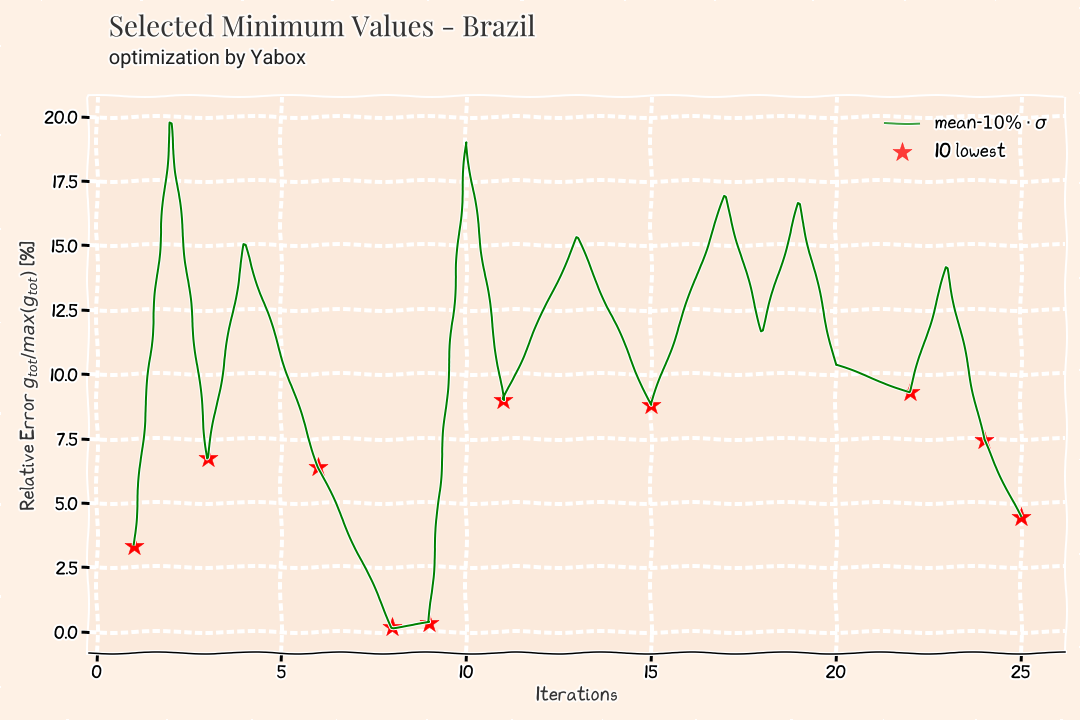 Selected Minimum Values - Brazil
optimization by Yabox
20.0
17.5
15.0
12.5
10.0
7.5
5.0
2.5
0.0
Relative Error g_tot/max(g_tot) [%]
mean-10% · σ
10 lowest
0 5 10 15 20 25
Iterations